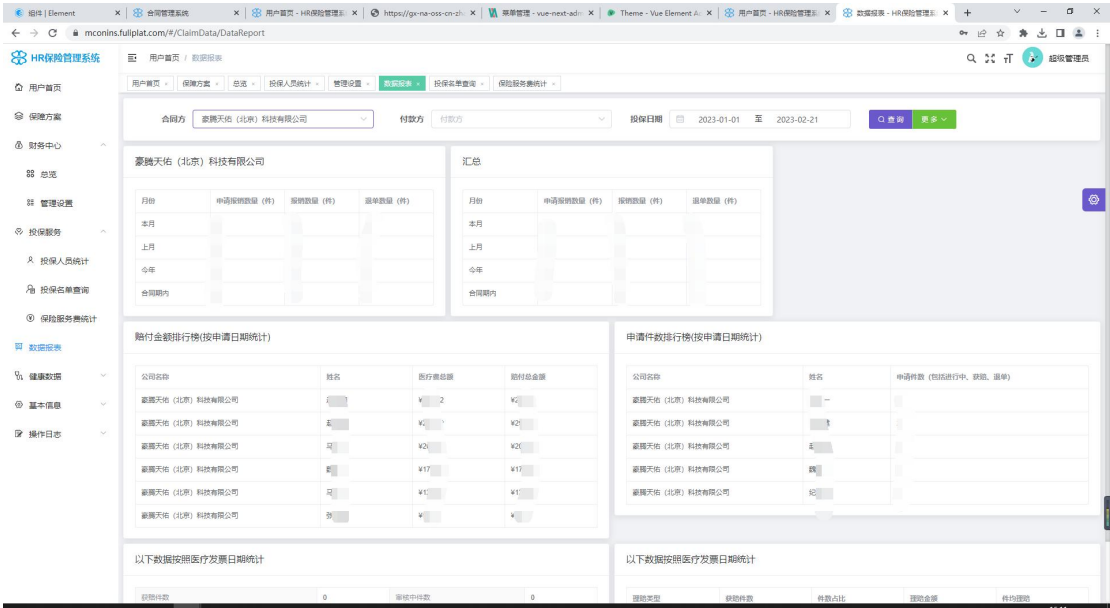 组件 | Element
合同管理系统
用户首页 - HR保险管理系
https://gx-na-oss-cn-zh
菜单管理 - vue-next-adm
Theme - Vue Element Ad
用户首页 - HR保险管理系
数据报表 - HR保险管理系
mconins.fuliplat.com/#/ClaimData/DataReport
HR保险管理系统
用户首页 / 数据报表
超级管理员
用户首页 保障方案 总览 投保人员统计 管理设置 数据报表 投保名单查询 保险服务费统计
用户首页
保障方案
财务中心
总览
管理设置
投保服务
投保人员统计
投保名单查询
保险服务费统计
数据报表
健康数据
基本信息
操作日志
合同方 豪腾天佑（北京）科技有限公司 付款方 付款方 投保日期 2023-01-01 至 2023-02-21 查询 更多
豪腾天佑（北京）科技有限公司
月份 申请报销数量（件） 报销数量（件） 退单数量（件）
本月
上月
今年
合同期内
汇总
月份 申请报销数量（件） 报销数量（件） 退单数量（件）
本月
上月
今年
合同期内
赔付金额排行榜(按申请日期统计)
公司名称 姓名 医疗费总额 赔付总金额
豪腾天佑（北京）科技有限公司
豪腾天佑（北京）科技有限公司
豪腾天佑（北京）科技有限公司 马
豪腾天佑（北京）科技有限公司 ¥17 ¥17
豪腾天佑（北京）科技有限公司 马
豪腾天佑（北京）科技有限公司 张
申请件数排行榜(按申请日期统计)
公司名称 姓名 申请件数（包括进行中、获赔、退单）
豪腾天佑（北京）科技有限公司
豪腾天佑（北京）科技有限公司
豪腾天佑（北京）科技有限公司
豪腾天佑（北京）科技有限公司 魏
豪腾天佑（北京）科技有限公司 纪
以下数据按照医疗发票日期统计
获赔件数 0 审核中件数 0
以下数据按照医疗发票日期统计
理赔类型 获赔件数 件数占比 理赔金额 件均理赔